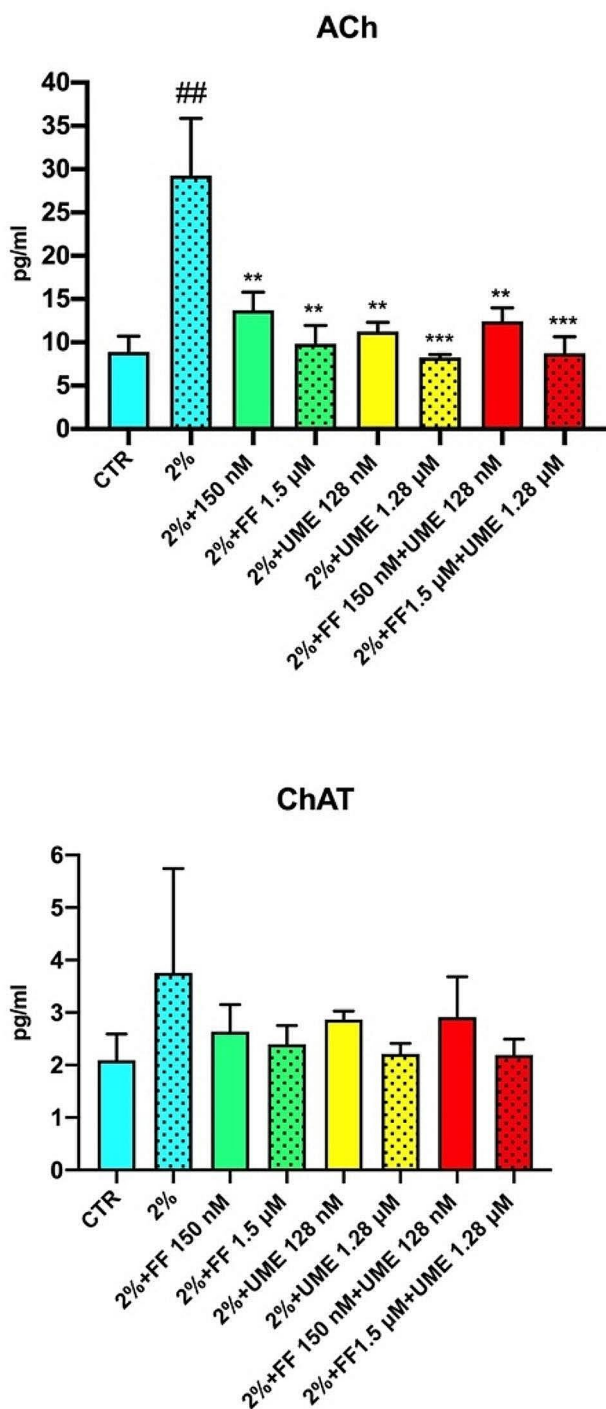 ACh
##
40
35
30
25
20
15
10
5
0
pg/ml
** ** ** *** ** ***
CTR
2%
2%+150 nM
2%+FF 1.5 µM
2%+UME 128 nM
2%+UME 1.28 µM
2%+FF 150 nM+UME 128 nM
2%+FF1.5 µM+UME 1.28 µM
ChAT
6
5
4
3
2
1
0
pg/ml
CTR
2%
2%+FF 150 nM
2%+FF 1.5 µM
2%+UME 128 nM
2%+UME 1.28 µM
2%+FF 150 nM+UME 128 nM
2%+FF1.5 µM+UME 1.28 µM